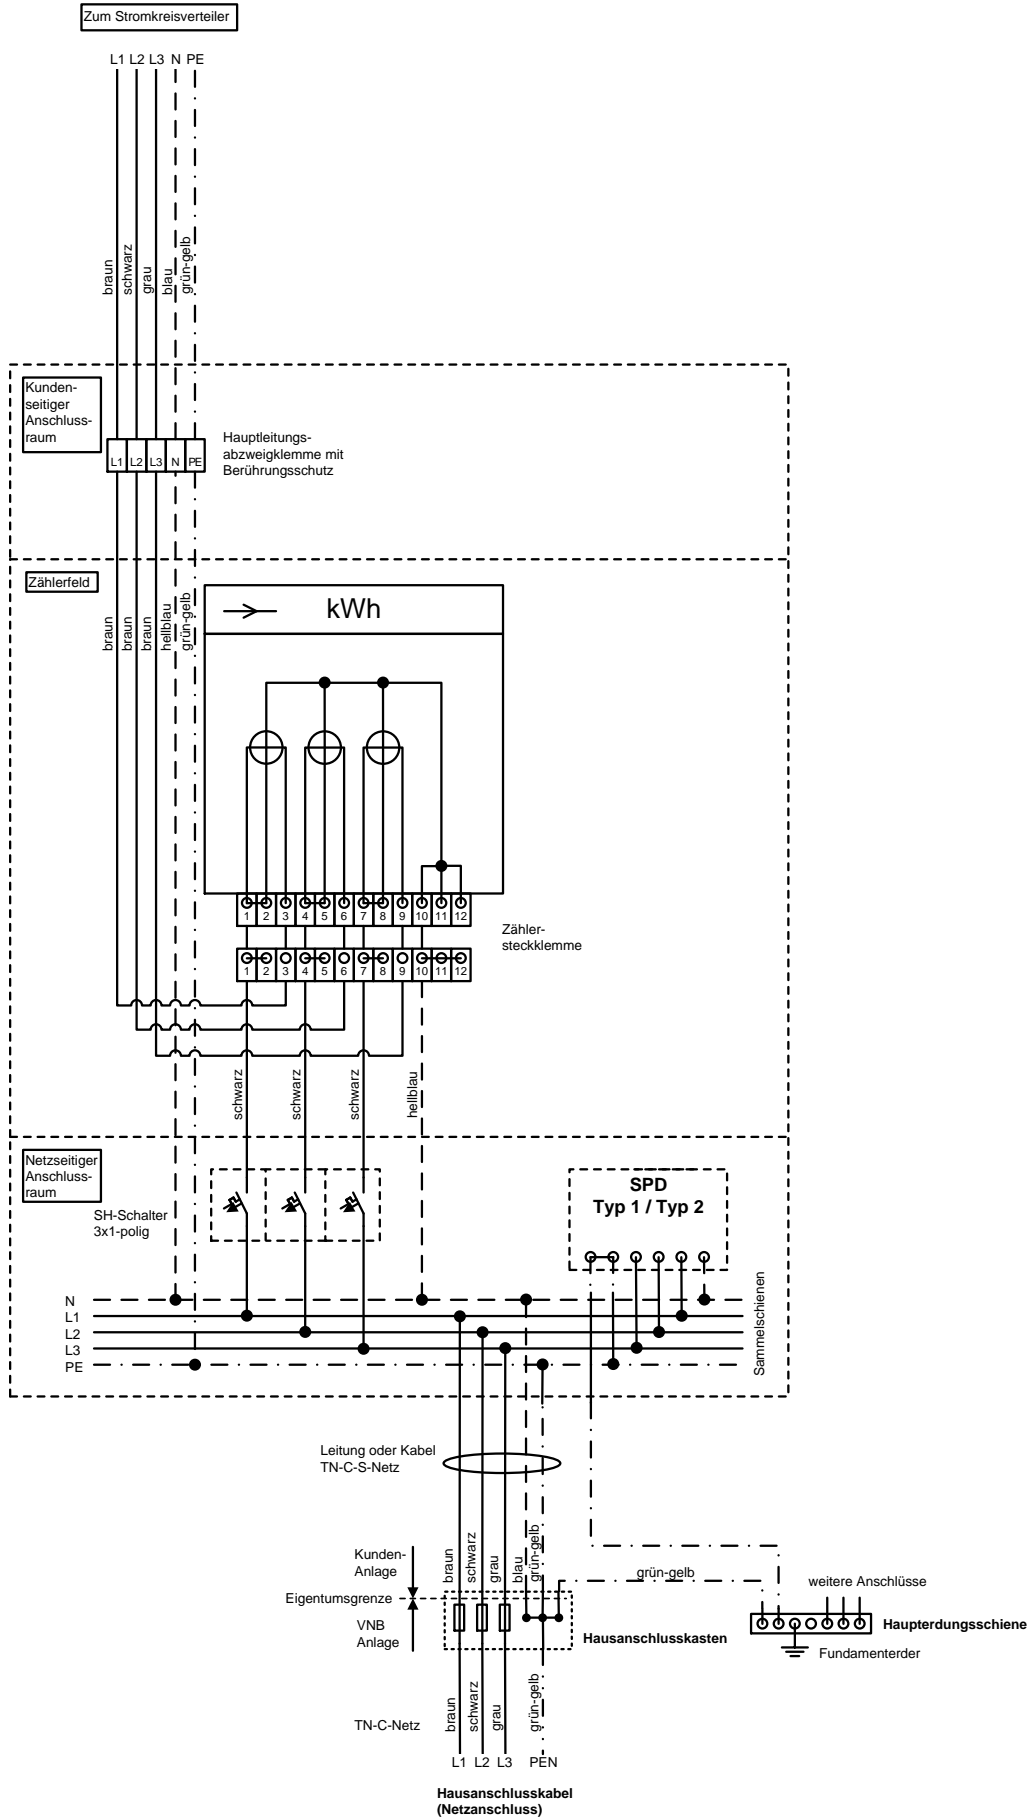 Zum Stromkreisverteiler
L1 L2 L3 N PE
braun
schwarz
grau
blau
grün-gelb
Kunden-
seitiger
Anschluss-
raum
L1 L2 L3 N PE
Hauptleitungs-
abzweigklemme mit
Berührungsschutz
Zählerfeld
kWh
braun
braun
braun
hellblau
grün-gelb
1 2 3 4 5 6 7 8 9 10 11 12
Zähler-
steckklemme
1 2 3 4 5 6 7 8 9 10 11 12
schwarz
schwarz
schwarz
hellblau
Netzseitiger
Anschluss-
raum
SH-Schalter
3x1-polig
SPD
Typ 1 / Typ 2
N
L1
L2
L3
PE
Sammelschienen
Leitung oder Kabel
TN-C-S-Netz
braun
schwarz
grau
blau
grün-gelb
Kunden-
Anlage
Eigentumsgrenze
VNB
Anlage
Hausanschlusskasten
grün-gelb
weitere Anschlüsse
Haupterdungsschiene
Fundamenterder
TN-C-Netz
braun
schwarz
grau
grün-gelb
L1 L2 L3 PEN
Hausanschlusskabel
(Netzanschluss)